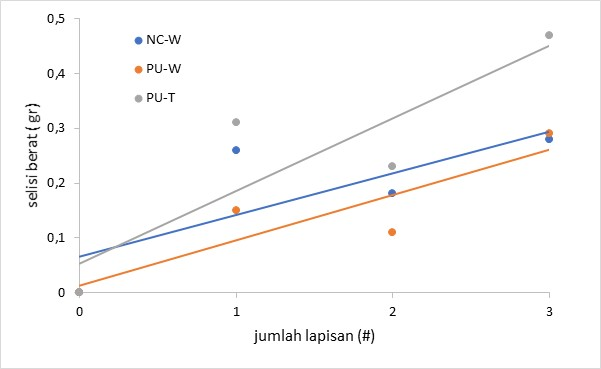 0,5
0,4
0,3
0,2
0,1
0
selisi berat ( gr)
NC-W
PU-W
PU-T
0 1 2 3
jumlah lapisan (#)